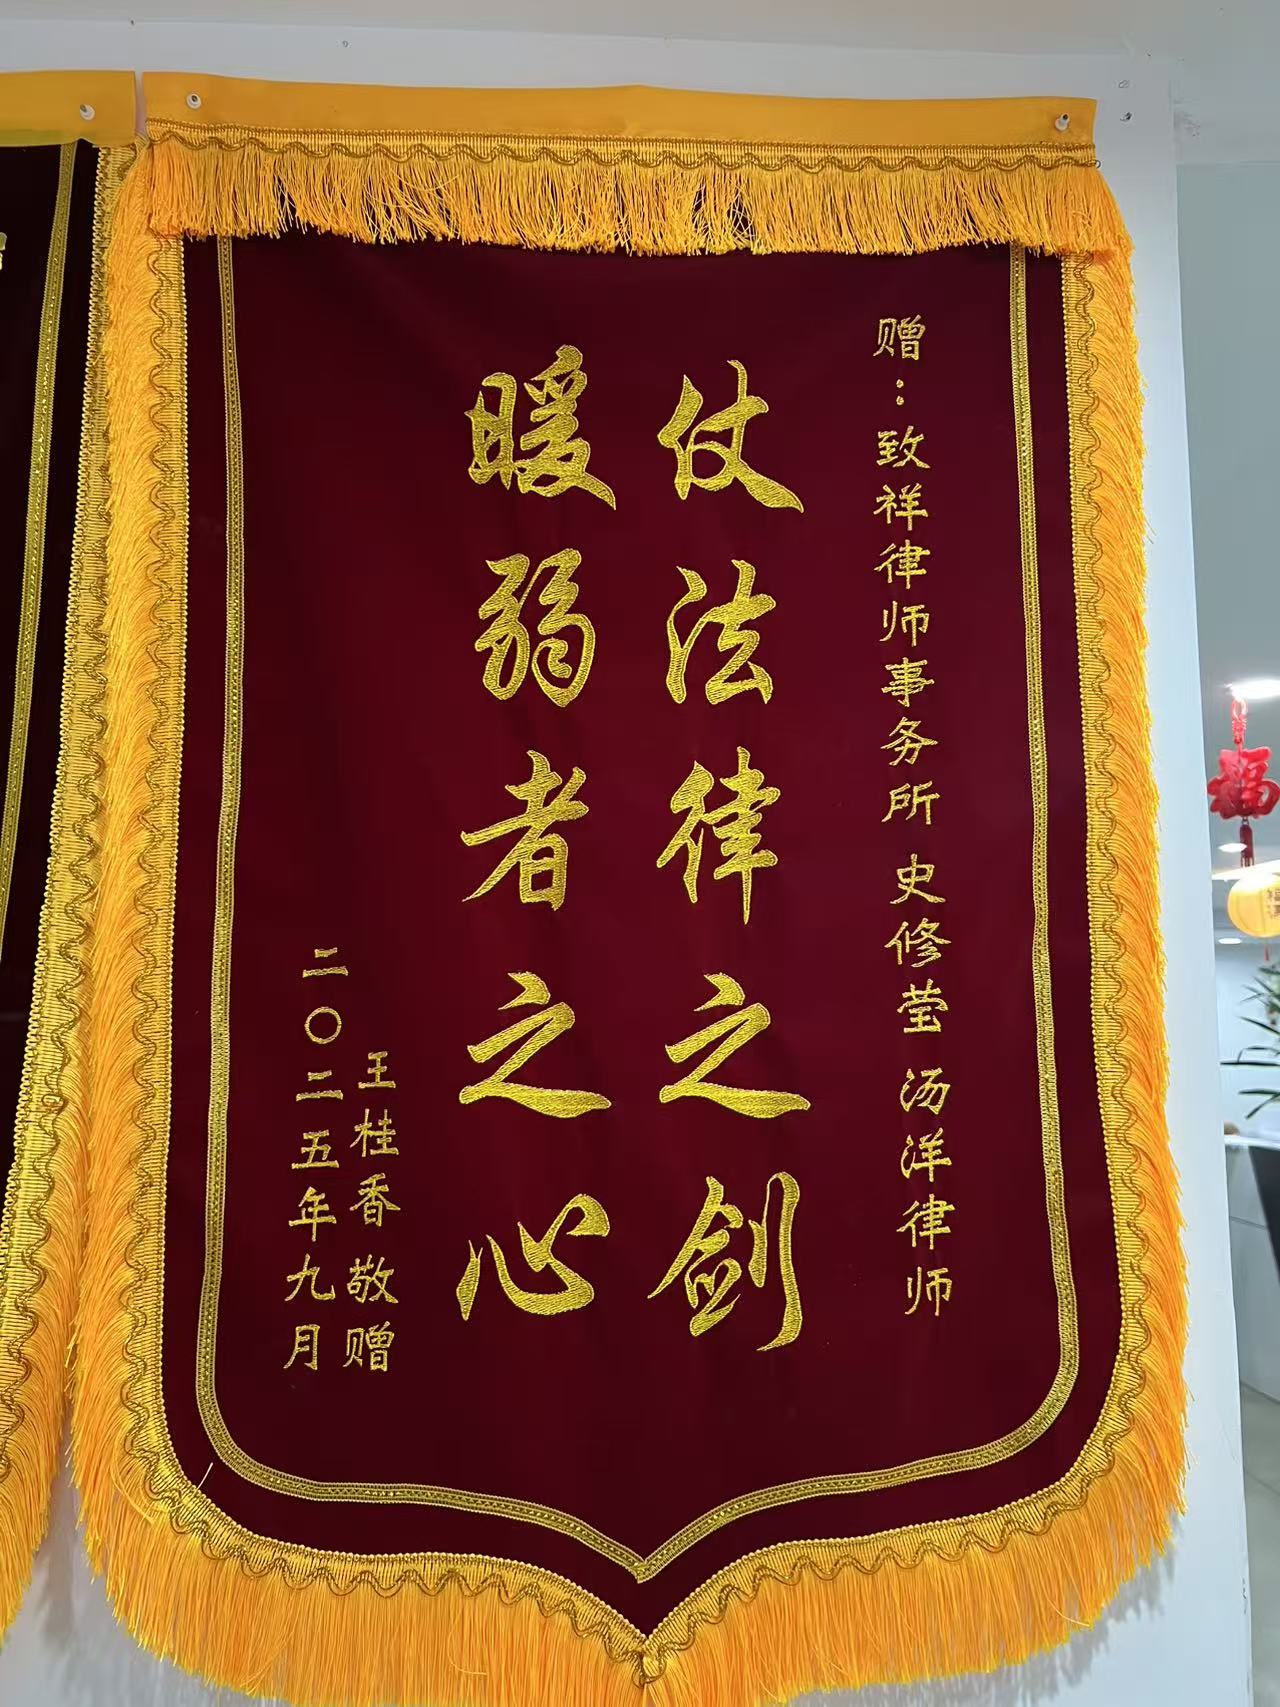 赠：致祥律师事务所 史修莹 汤洋律师
仗法律之剑
暖弱者之心
王桂香 敬赠
二〇二五年九月
福